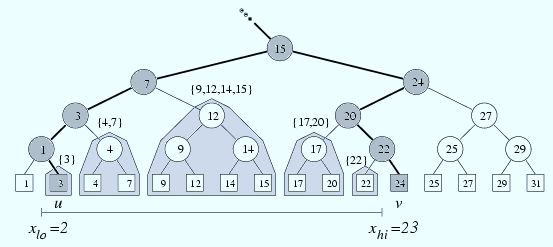 15
7 24
{9,12,14,15}
3 {4,7} 12 {17,20} 20 27
1 {3} 4 9 14 17 {22} 22 25 29
1 3 4 7 9 12 14 15 17 20 22 24 25 27 29 31
u v
x_lo=2 x_hi=23